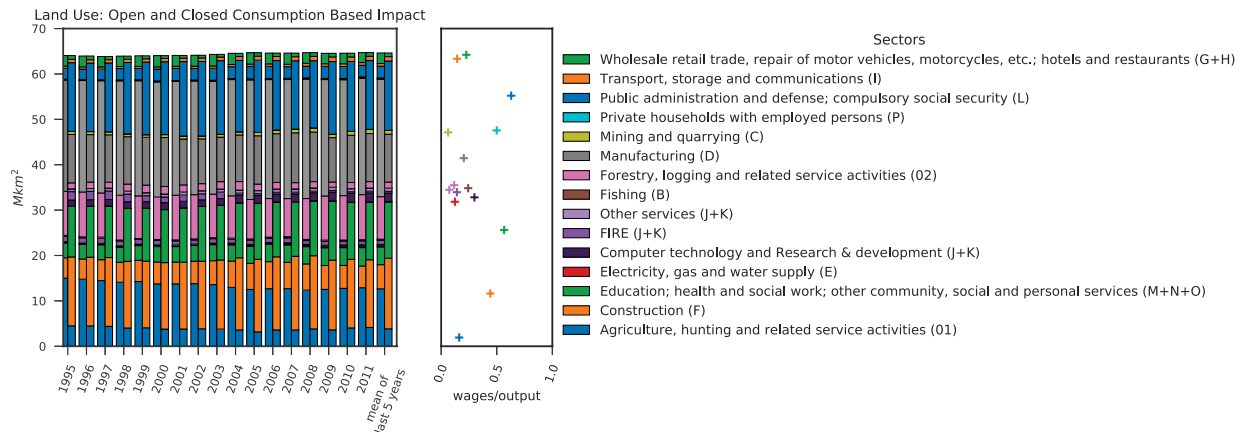 Land Use: Open and Closed Consumption Based Impact
70
60
50
40
30
20
10
0
Mkm²
1995
1996
1997
1998
1999
2000
2001
2002
2003
2004
2005
2006
2007
2008
2009
2010
2011
mean of
last 5 years
0.0
0.5
1.0
wages/output
Sectors
Wholesale retail trade, repair of motor vehicles, motorcycles, etc.; hotels and restaurants (G+H)
Transport, storage and communications (I)
Public administration and defense; compulsory social security (L)
Private households with employed persons (P)
Mining and quarrying (C)
Manufacturing (D)
Forestry, logging and related service activities (02)
Fishing (B)
Other services (J+K)
FIRE (J+K)
Computer technology and Research & development (J+K)
Electricity, gas and water supply (E)
Education; health and social work; other community, social and personal services (M+N+O)
Construction (F)
Agriculture, hunting and related service activities (01)